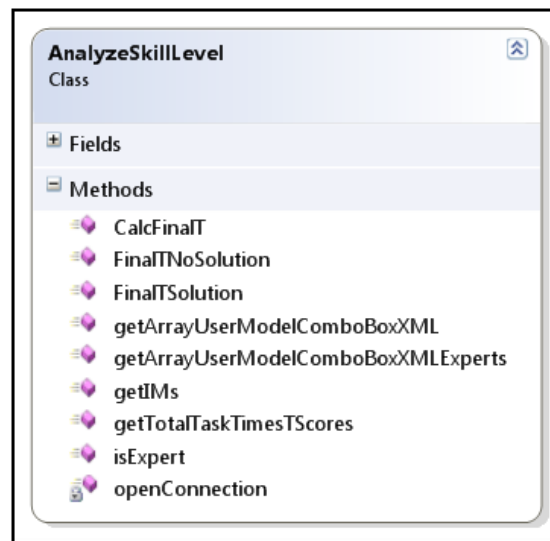 AnalyzeSkillLevel
Class
Fields
Methods
CalcFinalT
FinalTNoSolution
FinalTSolution
getArrayUserModelComboBoxXML
getArrayUserModelComboBoxXMLExperts
getIMs
getTotalTaskTimesTScores
isExpert
openConnection